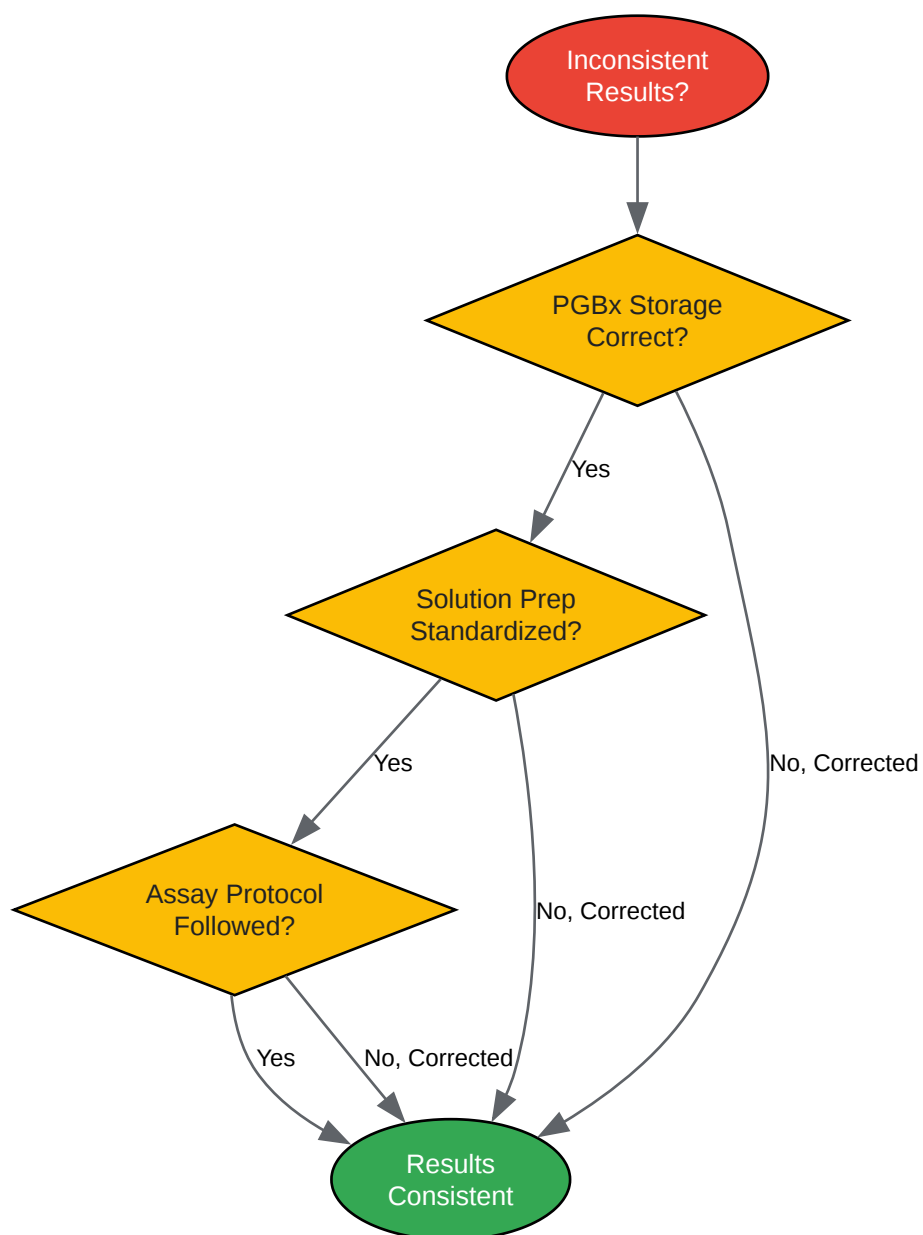 Inconsistent
Results?
PGBx Storage
Correct?
Yes
Solution Prep
Standardized?
Yes
No, Corrected
Assay Protocol
Followed?
No, Corrected
Yes
No, Corrected
Results
Consistent